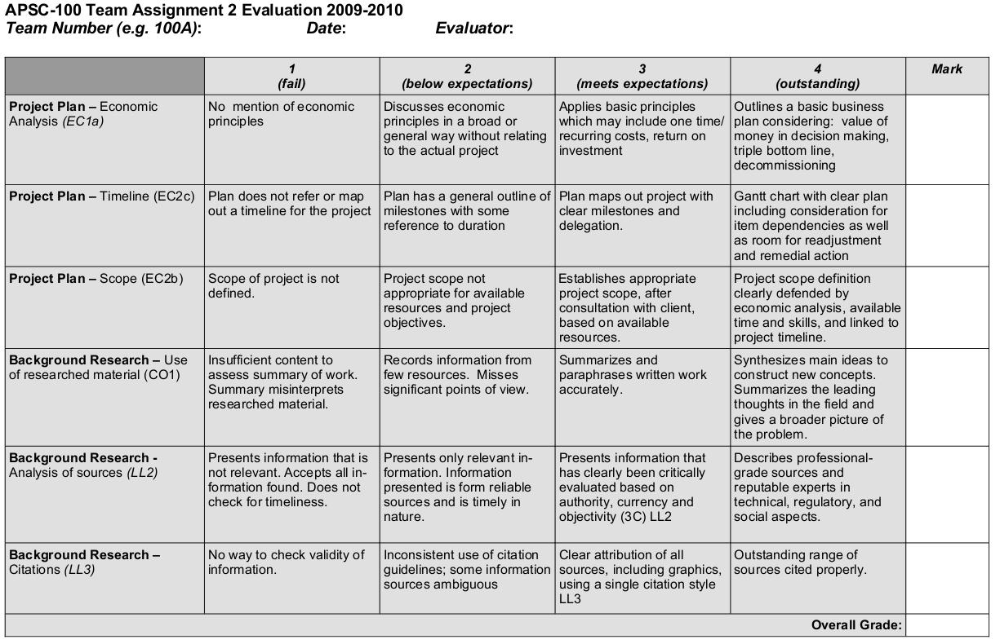 APSC-100 Team Assignment 2 Evaluation 2009-2010
Team Number (e.g. 100A): Date: Evaluator:
1
(fail)
2
(below expectations)
3
(meets expectations)
4
(outstanding)
Mark
Project Plan – Economic
Analysis (EC1a)
No mention of economic
principles
Discusses economic
principles in a broad or
general way without relating
to the actual project
Applies basic principles
which may include one time/
recurring costs, return on
investment
Outlines a basic business
plan considering: value of
money in decision making,
triple bottom line,
decommissioning
Project Plan – Timeline (EC2c)
Plan does not refer or map
out a timeline for the project
Plan has a general outline of
milestones with some
reference to duration
Plan maps out project with
clear milestones and
delegation.
Gantt chart with clear plan
including consideration for
item dependencies as well
as room for readjustment
and remedial action
Project Plan – Scope (EC2b)
Scope of project is not
defined.
Project scope not
appropriate for available
resources and project
objectives.
Establishes appropriate
project scope, after
consultation with client,
based on available
resources.
Project scope definition
clearly defended by
economic analysis, available
time and skills, and linked to
project timeline.
Background Research – Use
of researched material (CO1)
Insufficient content to
assess summary of work.
Summary misinterprets
researched material.
Records information from
few resources. Misses
significant points of view.
Summarizes and
paraphrases written work
accurately.
Synthesizes main ideas to
construct new concepts.
Summarizes the leading
thoughts in the field and
gives a broader picture of
the problem.
Background Research -
Analysis of sources (LL2)
Presents information that is
not relevant. Accepts all in-
formation found. Does not
check for timeliness.
Presents only relevant in-
formation. Information
presented is form reliable
sources and is timely in
nature.
Presents information that
has clearly been critically
evaluated based on
authority, currency and
objectivity (3C) LL2
Describes professional-
grade sources and
reputable experts in
technical, regulatory, and
social aspects.
Background Research –
Citations (LL3)
No way to check validity of
information.
Inconsistent use of citation
guidelines; some information
sources ambiguous
Clear attribution of all
sources, including graphics,
using a single citation style
LL3
Outstanding range of
sources cited properly.
Overall Grade: